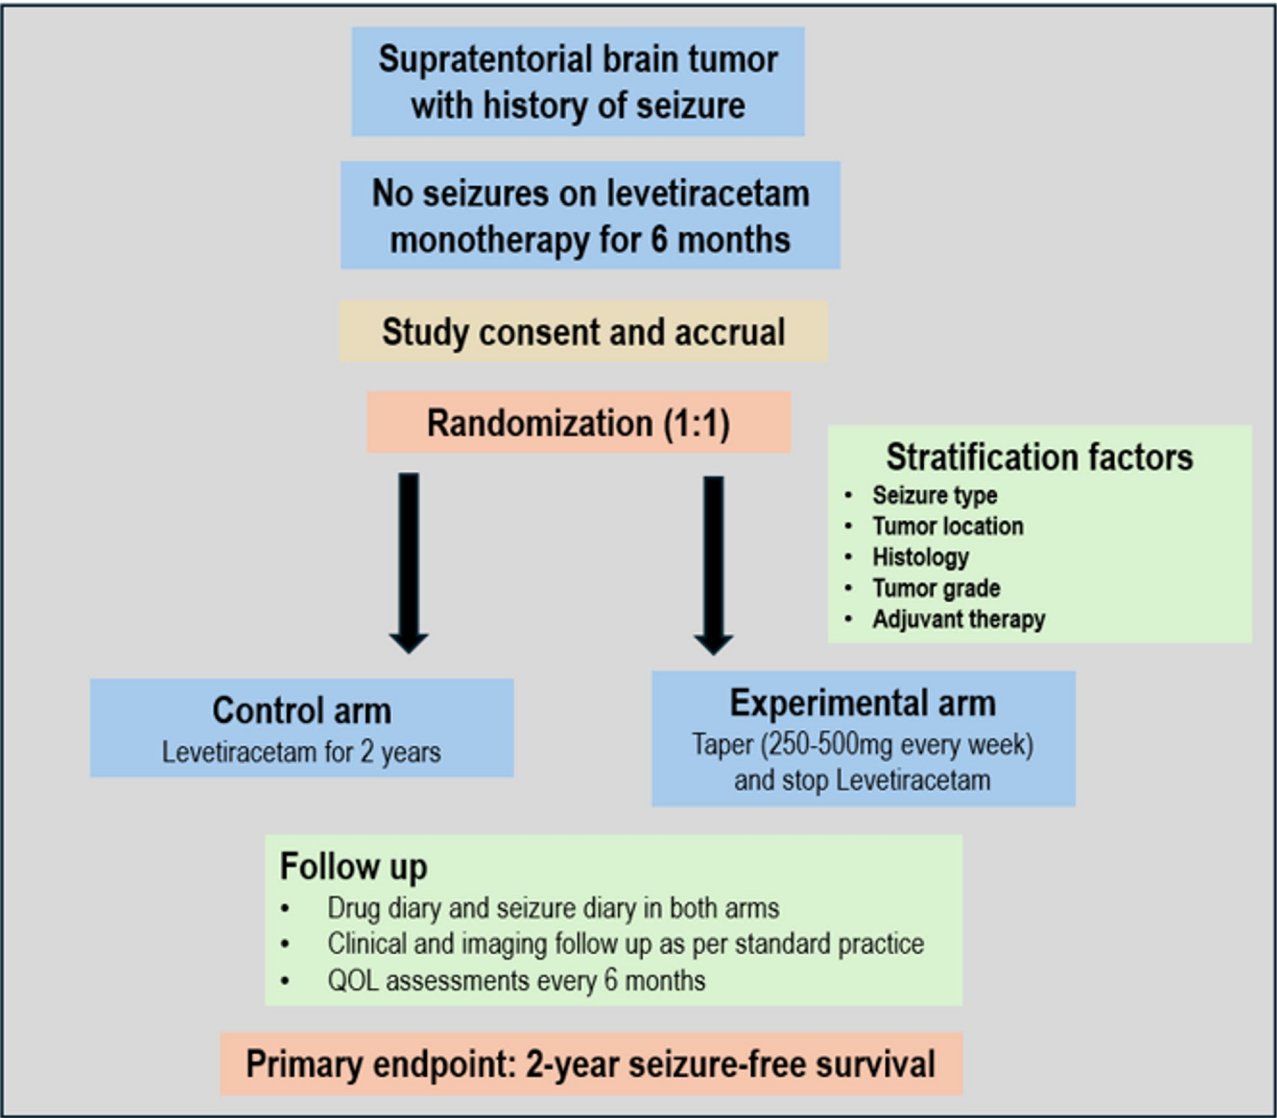 Supratentorial brain tumor
with history of seizure
No seizures on levetiracetam
monotherapy for 6 months
Study consent and accrual
Randomization (1:1)
Stratification factors
• Seizure type
• Tumor location
• Histology
• Tumor grade
• Adjuvant therapy
Control arm
Levetiracetam for 2 years
Experimental arm
Taper (250-500mg every week)
and stop Levetiracetam
Follow up
• Drug diary and seizure diary in both arms
• Clinical and imaging follow up as per standard practice
• QOL assessments every 6 months
Primary endpoint: 2-year seizure-free survival